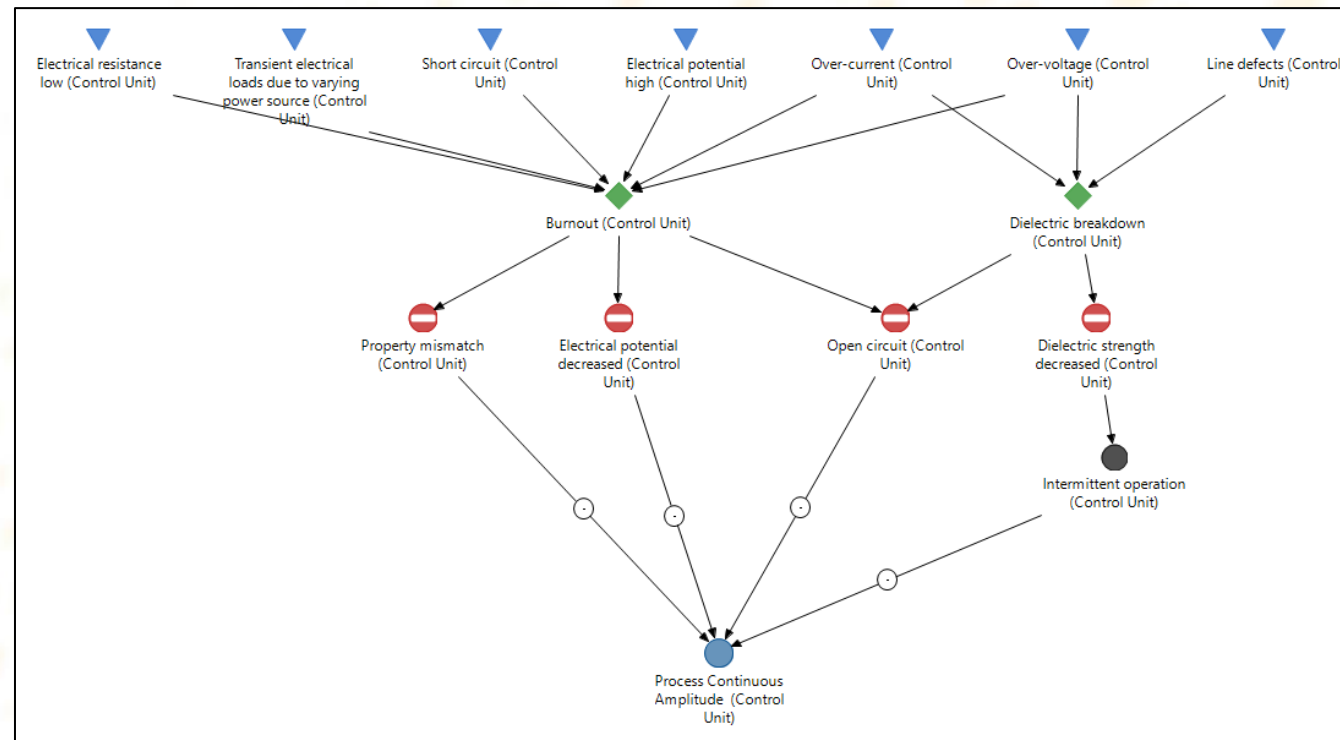 Electrical resistance
low (Control Unit)
Transient electrical
loads due to varying
power source (Control
Unit)
Short circuit (Control
Unit)
Electrical potential
high (Control Unit)
Over-current (Control
Unit)
Over-voltage (Control
Unit)
Line defects (Control
Unit)
Burnout (Control Unit)
Dielectric breakdown
(Control Unit)
Property mismatch
(Control Unit)
Electrical potential
decreased (Control
Unit)
Open circuit (Control
Unit)
Dielectric strength
decreased (Control
Unit)
Intermittent operation
(Control Unit)
-
-
-
-
Process Continuous
Amplitude (Control
Unit)